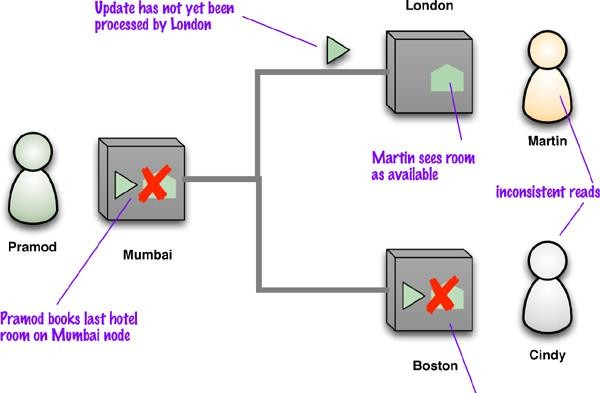 Update has not yet been
processed by London
London
Martin sees room
as available
Martin
inconsistent reads
Pramod
Mumbai
Pramod books last hotel
room on Mumbai node
Boston
Cindy